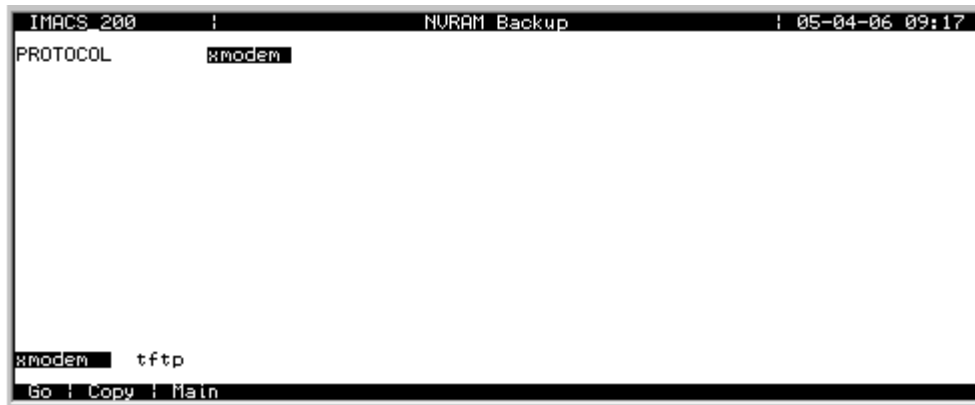 IMACS_200 ¦ NVRAM Backup ¦ 05-04-06 09:17
PROTOCOL xmodem
xmodem tftp
Go ¦ Copy ¦ Main